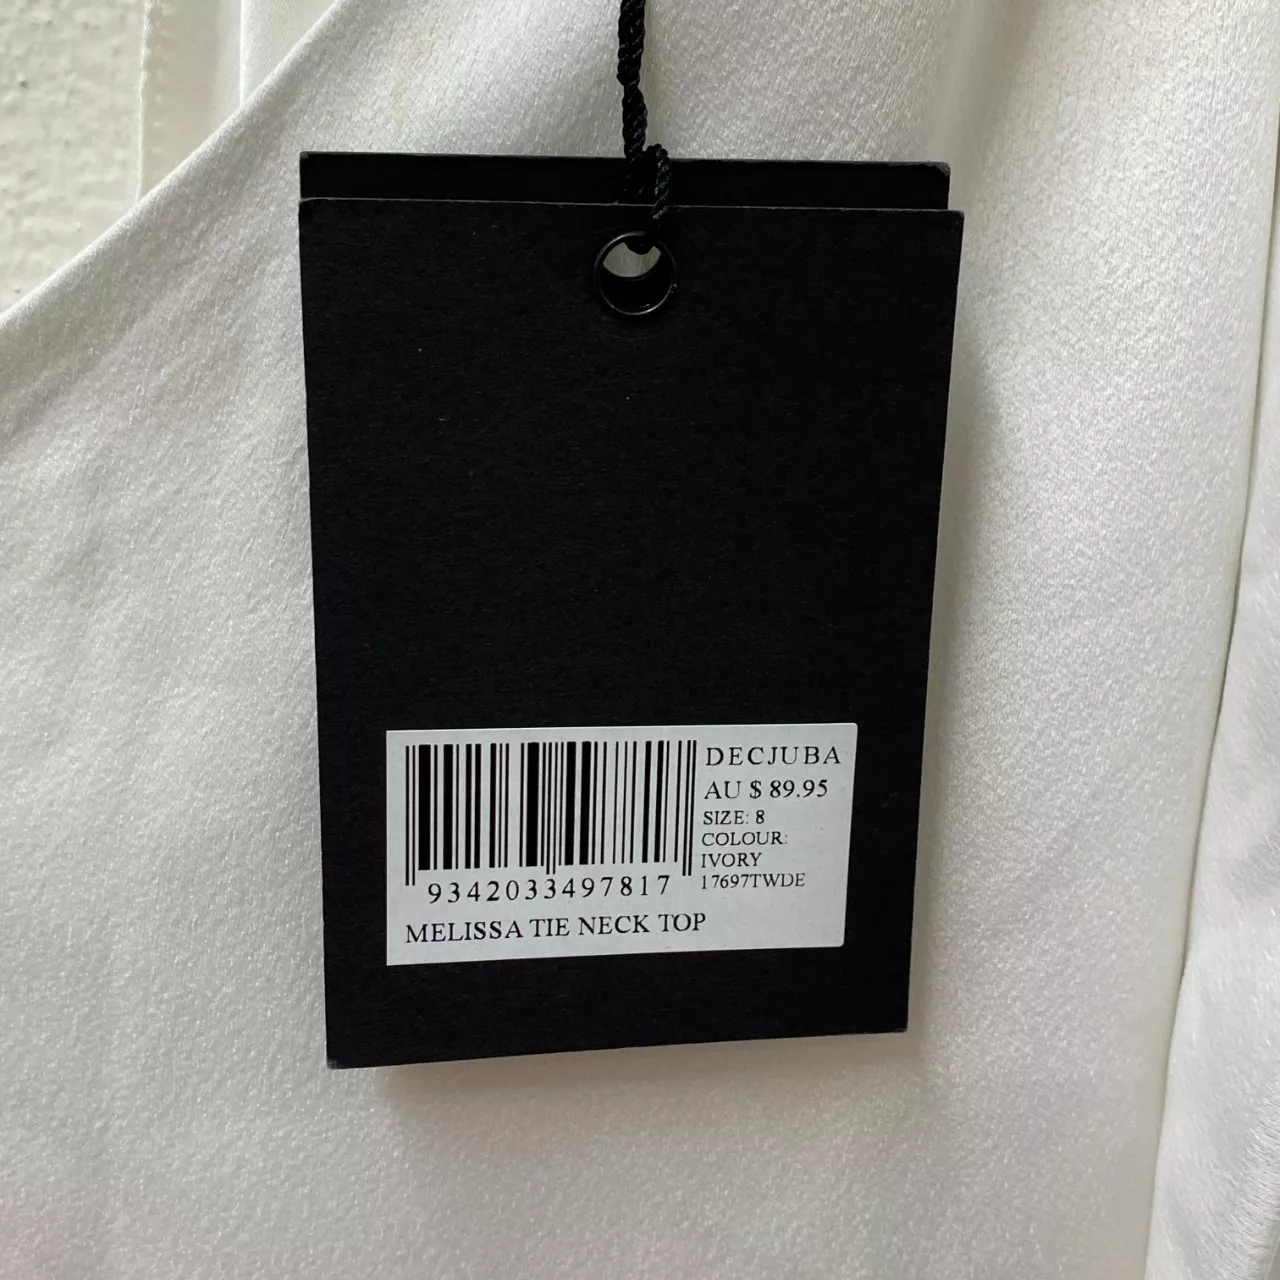 DECJUBA
AU $ 89.95
SIZE: 8
COLOUR:
IVORY
17697TWDE
9342033497817
MELISSA TIE NECK TOP